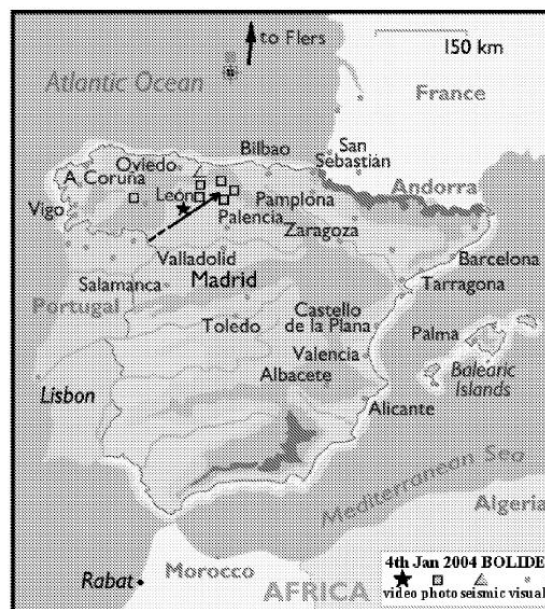 to Flers
150 km
Atlantic Ocean
France
Bilbao
San
Sebastián
Oviedo
A Coruña
León
Andorra
Pamplona
Vigo
Palencia
Zaragoza
Valladolid
Barcelona
Salamanca
Madrid
Tarragona
Portugal
Castello
de la Plana
Toledo
Palma
Valencia
Balearic
Islands
Albacete
Lisbon
Alicante
Mediterranean Sea
Algeria
4th Jan 2004 BOLIDE
video photo seismic visual
Morocco
Rabat
AFRICA